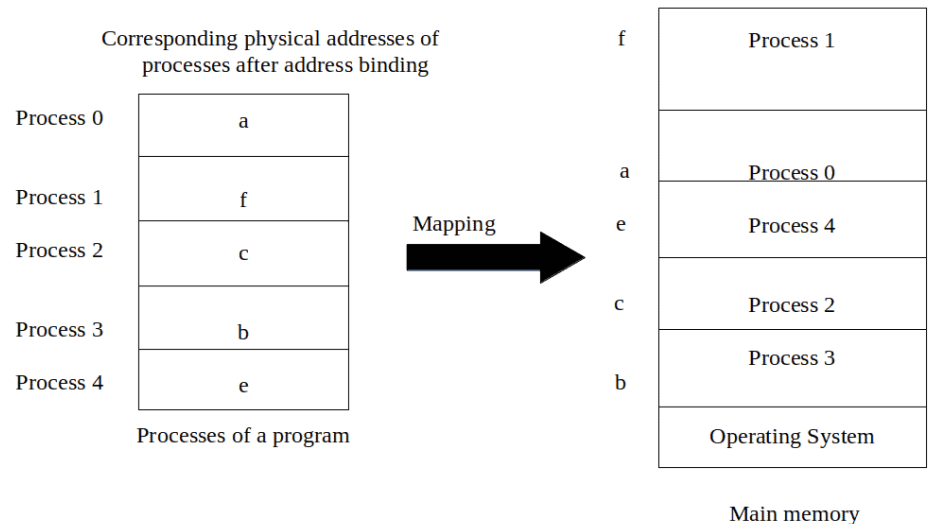 Corresponding physical addresses of
processes after address binding
Process 0
a
Process 1
f
Process 2
c
Process 3
b
Process 4
e
Processes of a program
Mapping
f
Process 1
a
Process 0
e
Process 4
c
Process 2
b
Process 3
Operating System
Main memory